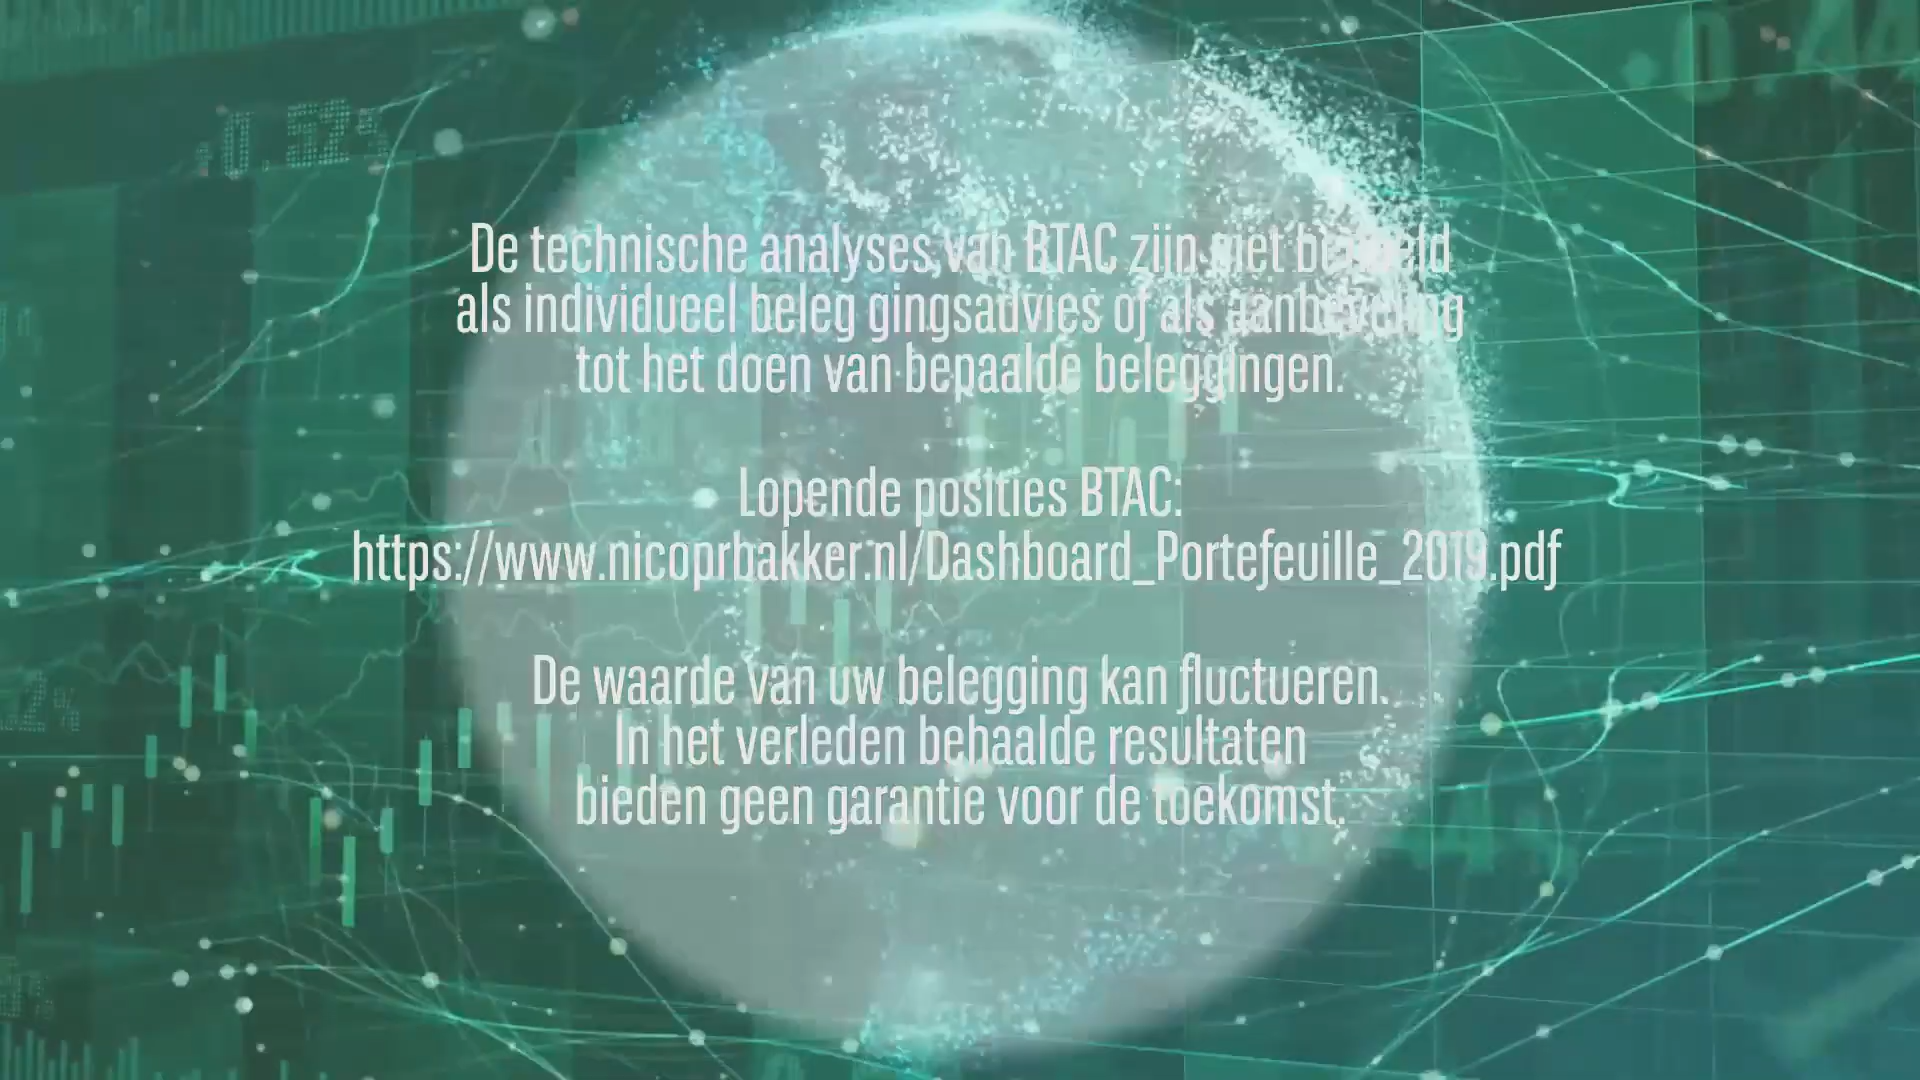 De technische analyses van BTAC zijn niet bedoeld
als individueel beleg gingsadvies of als aanbeveling
tot het doen van bepaalde beleggingen.
Lopende posities BTAC:
https://www.nicoprbakker.nl/Dashboard_Portefeuille_2019.pdf
De waarde van uw belegging kan fluctueren.
In het verleden behaalde resultaten
bieden geen garantie voor de toekomst.
0.52%